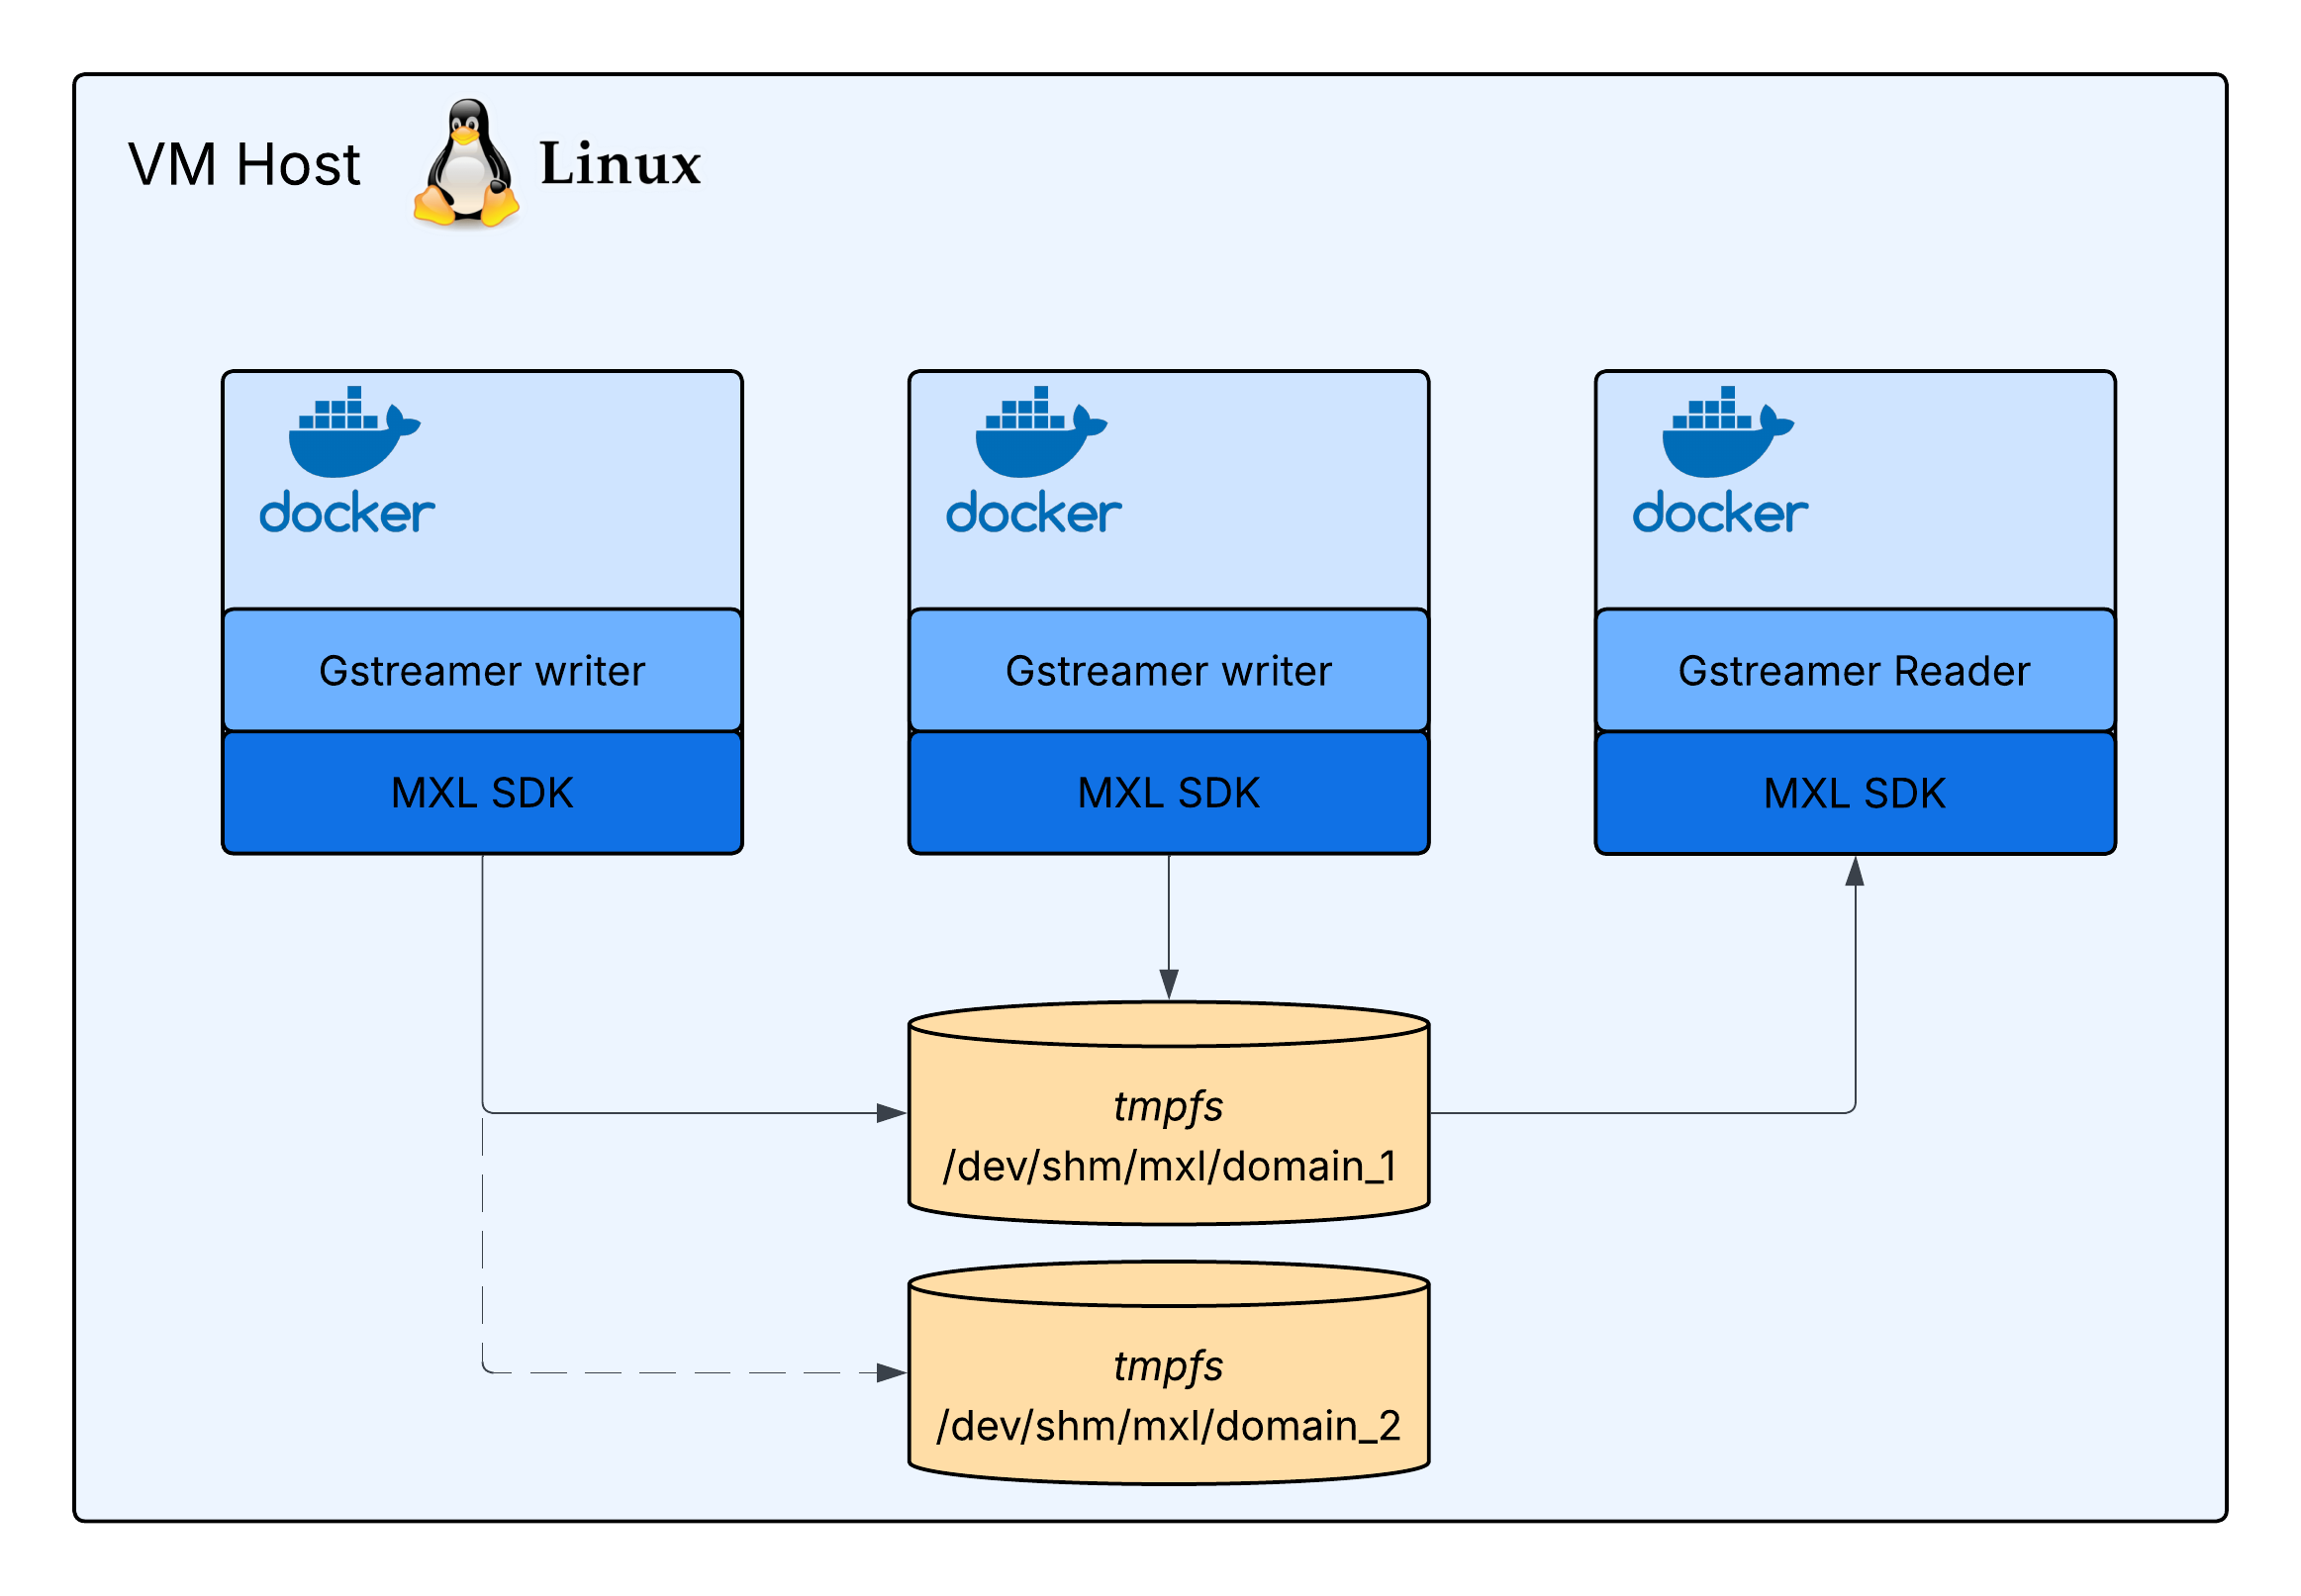 VM Host
Linux
docker
docker
docker
Gstreamer writer
Gstreamer writer
Gstreamer Reader
MXL SDK
MXL SDK
MXL SDK
tmpfs
/dev/shm/mxl/domain_1
tmpfs
/dev/shm/mxl/domain_2